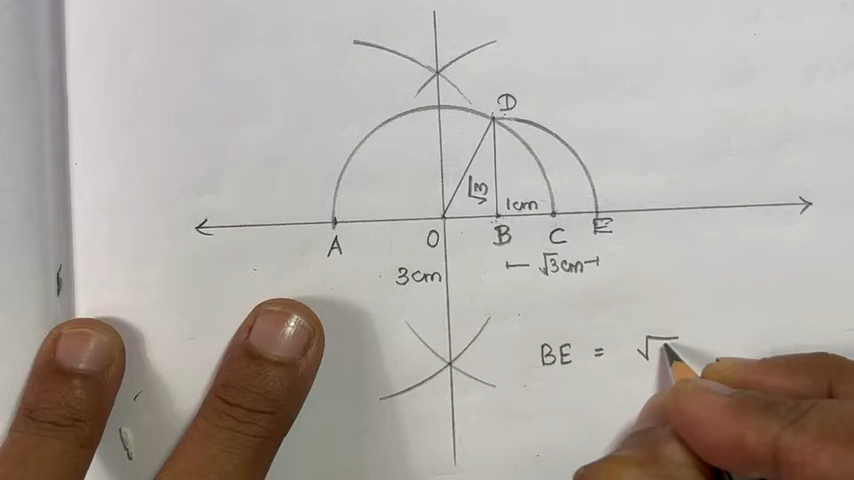 D
√3
1cm
A O B C E
3cm
√3cm
BE = √